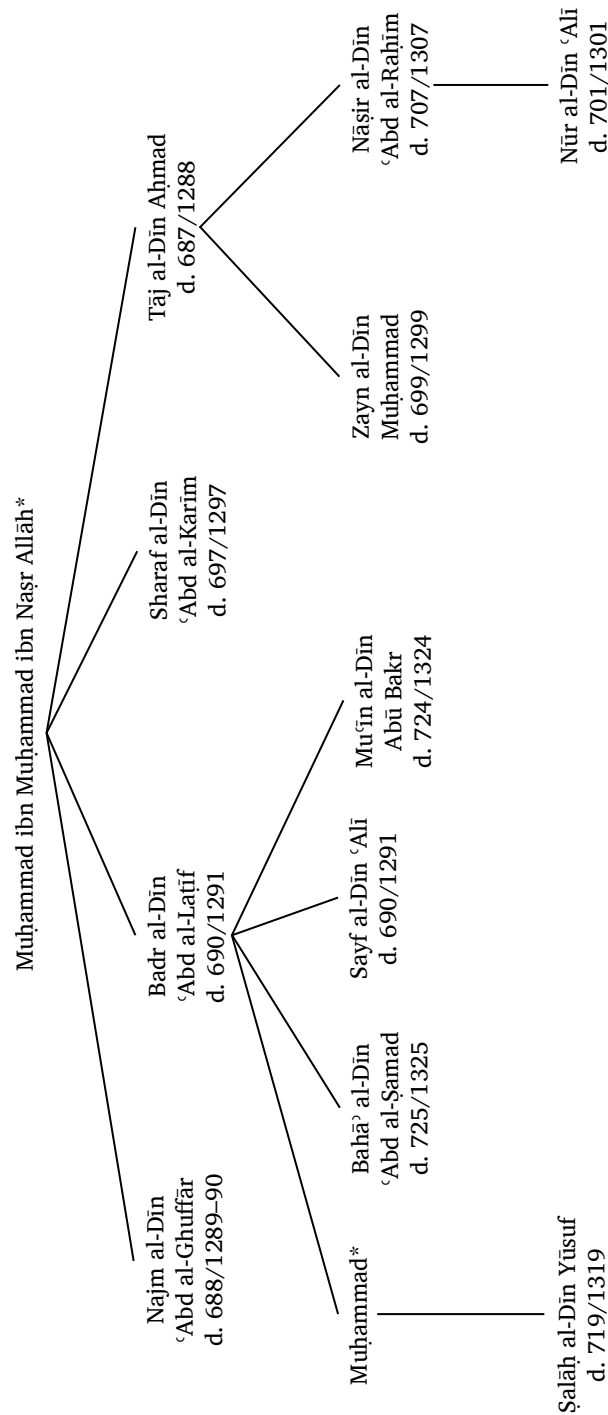 Muḥammad ibn Muḥammad ibn Naṣr Allāh*
Najm al-Dīn
ʿAbd al-Ghuffār
d. 688/1289–90
Badr al-Dīn
ʿAbd al-Laṭīf
d. 690/1291
Sharaf al-Dīn
ʿAbd al-Karīm
d. 697/1297
Tāj al-Dīn Aḥmad
d. 687/1288
Muḥammad*
Bahāʾ al-Dīn
ʿAbd al-Ṣamad
d. 725/1325
Sayf al-Dīn ʿAlī
d. 690/1291
Muʿīn al-Dīn
Abū Bakr
d. 724/1324
Zayn al-Dīn
Muḥammad
d. 699/1299
Nāṣir al-Dīn
ʿAbd al-Raḥīm
d. 707/1307
Ṣalāḥ al-Dīn Yūsuf
d. 719/1319
Nūr al-Dīn ʿAlī
d. 701/1301